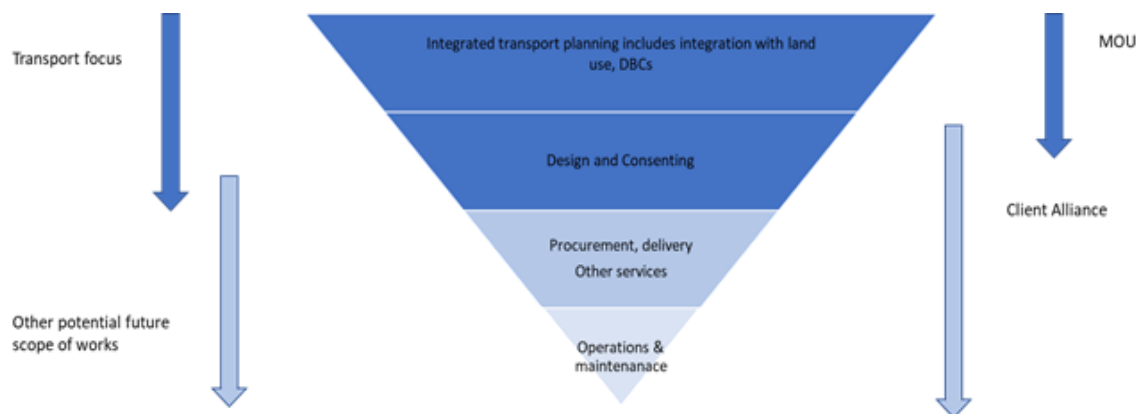 Transport focus
Integrated transport planning includes integration with land
use, DBCs
MOU
Design and Consenting
Client Alliance
Procurement, delivery
Other services
Other potential future
scope of works
Operations &
maintenanace